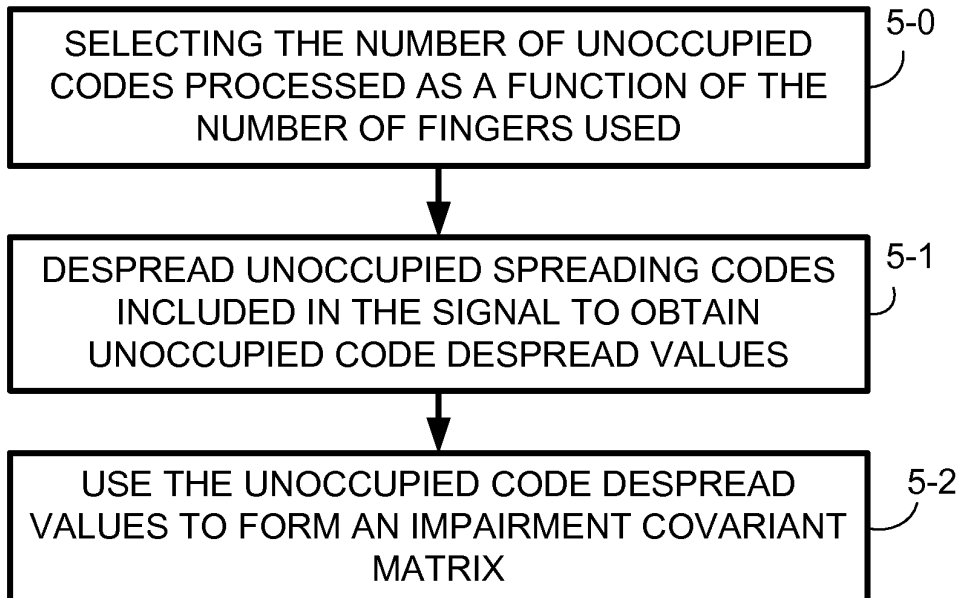 SELECTING THE NUMBER OF UNOCCUPIED
CODES PROCESSED AS A FUNCTION OF THE
NUMBER OF FINGERS USED
5-0
DESPREAD UNOCCUPIED SPREADING CODES
INCLUDED IN THE SIGNAL TO OBTAIN
UNOCCUPIED CODE DESPREAD VALUES
5-1
USE THE UNOCCUPIED CODE DESPREAD
VALUES TO FORM AN IMPAIRMENT COVARIANT
MATRIX
5-2